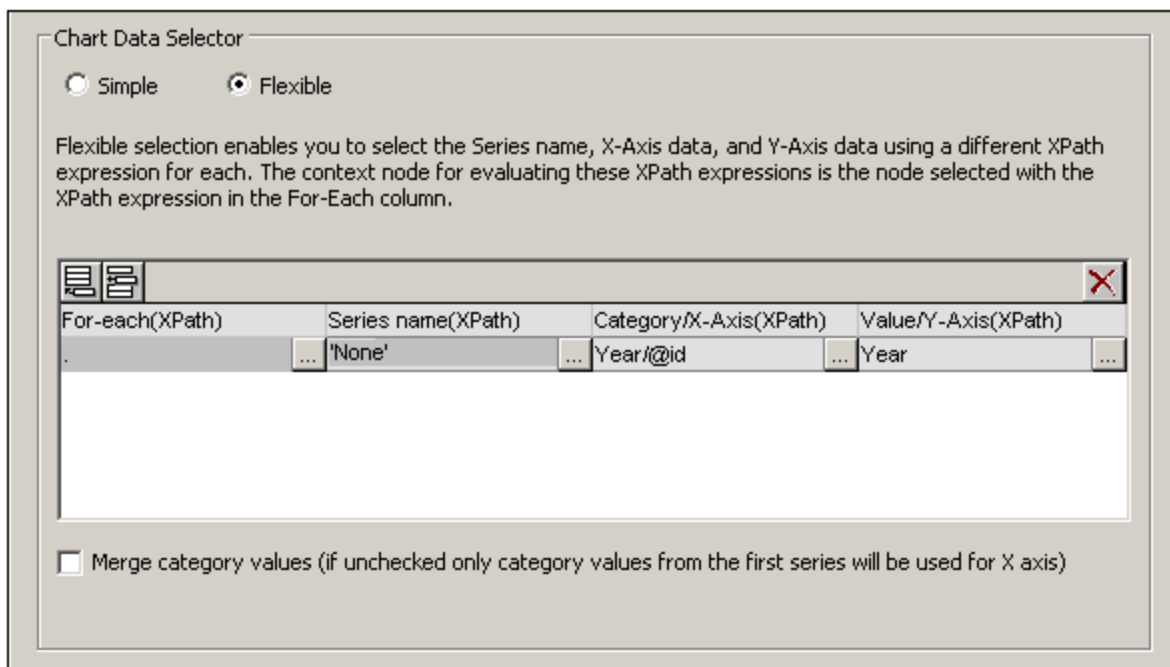 Chart Data Selector
Simple Flexible
Flexible selection enables you to select the Series name, X-Axis data, and Y-Axis data using a different XPath
expression for each. The context node for evaluating these XPath expressions is the node selected with the
XPath expression in the For-Each column.
For-each(XPath) Series name(XPath) Category/X-Axis(XPath) Value/Y-Axis(XPath)
. ... 'None' ... Year/@id ... Year ...
Merge category values (if unchecked only category values from the first series will be used for X axis)